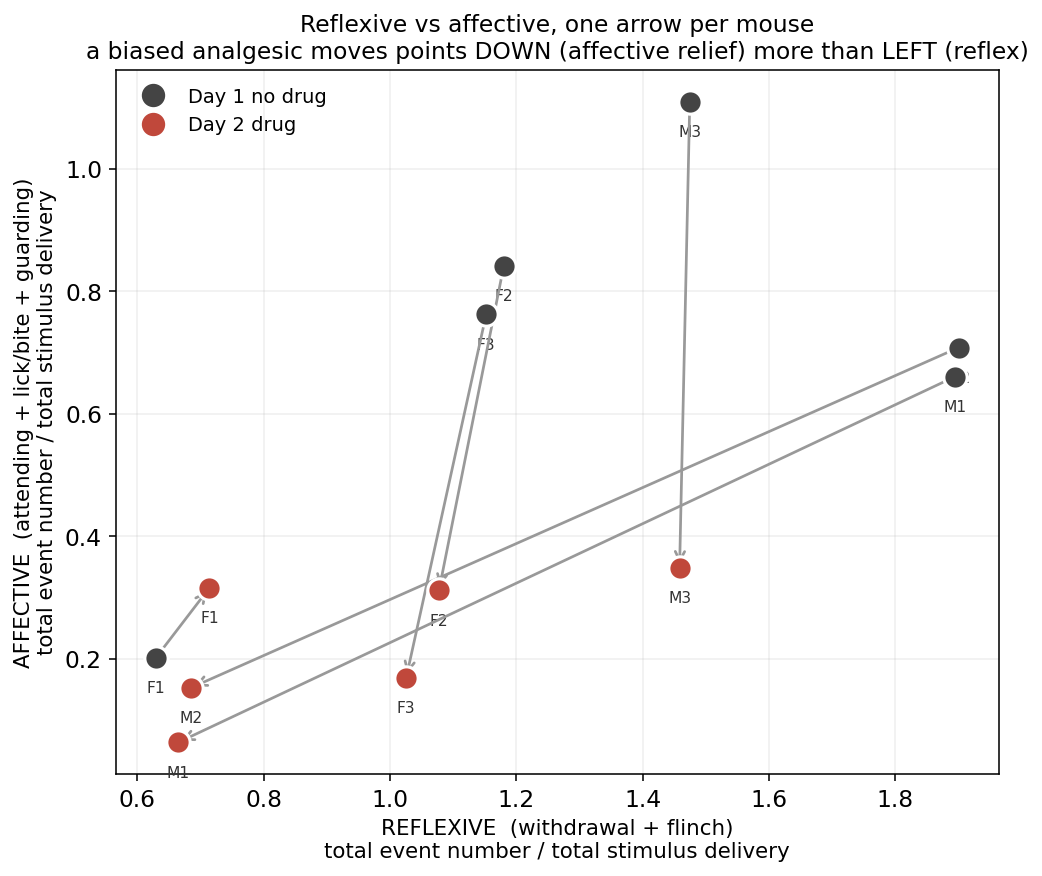 Reflexive vs affective, one arrow per mouse
a biased analgesic moves points DOWN (affective relief) more than LEFT (reflex)
Day 1 no drug
Day 2 drug
AFFECTIVE (attending + lick/bite + guarding)
total event number / total stimulus delivery
1.0
0.8
0.6
0.4
0.2
M3
F2
F3
M1
M3
F1
F2
F1
F3
M2
M1
0.6
0.8
1.0
1.2
1.4
1.6
1.8
REFLEXIVE (withdrawal + flinch)
total event number / total stimulus delivery